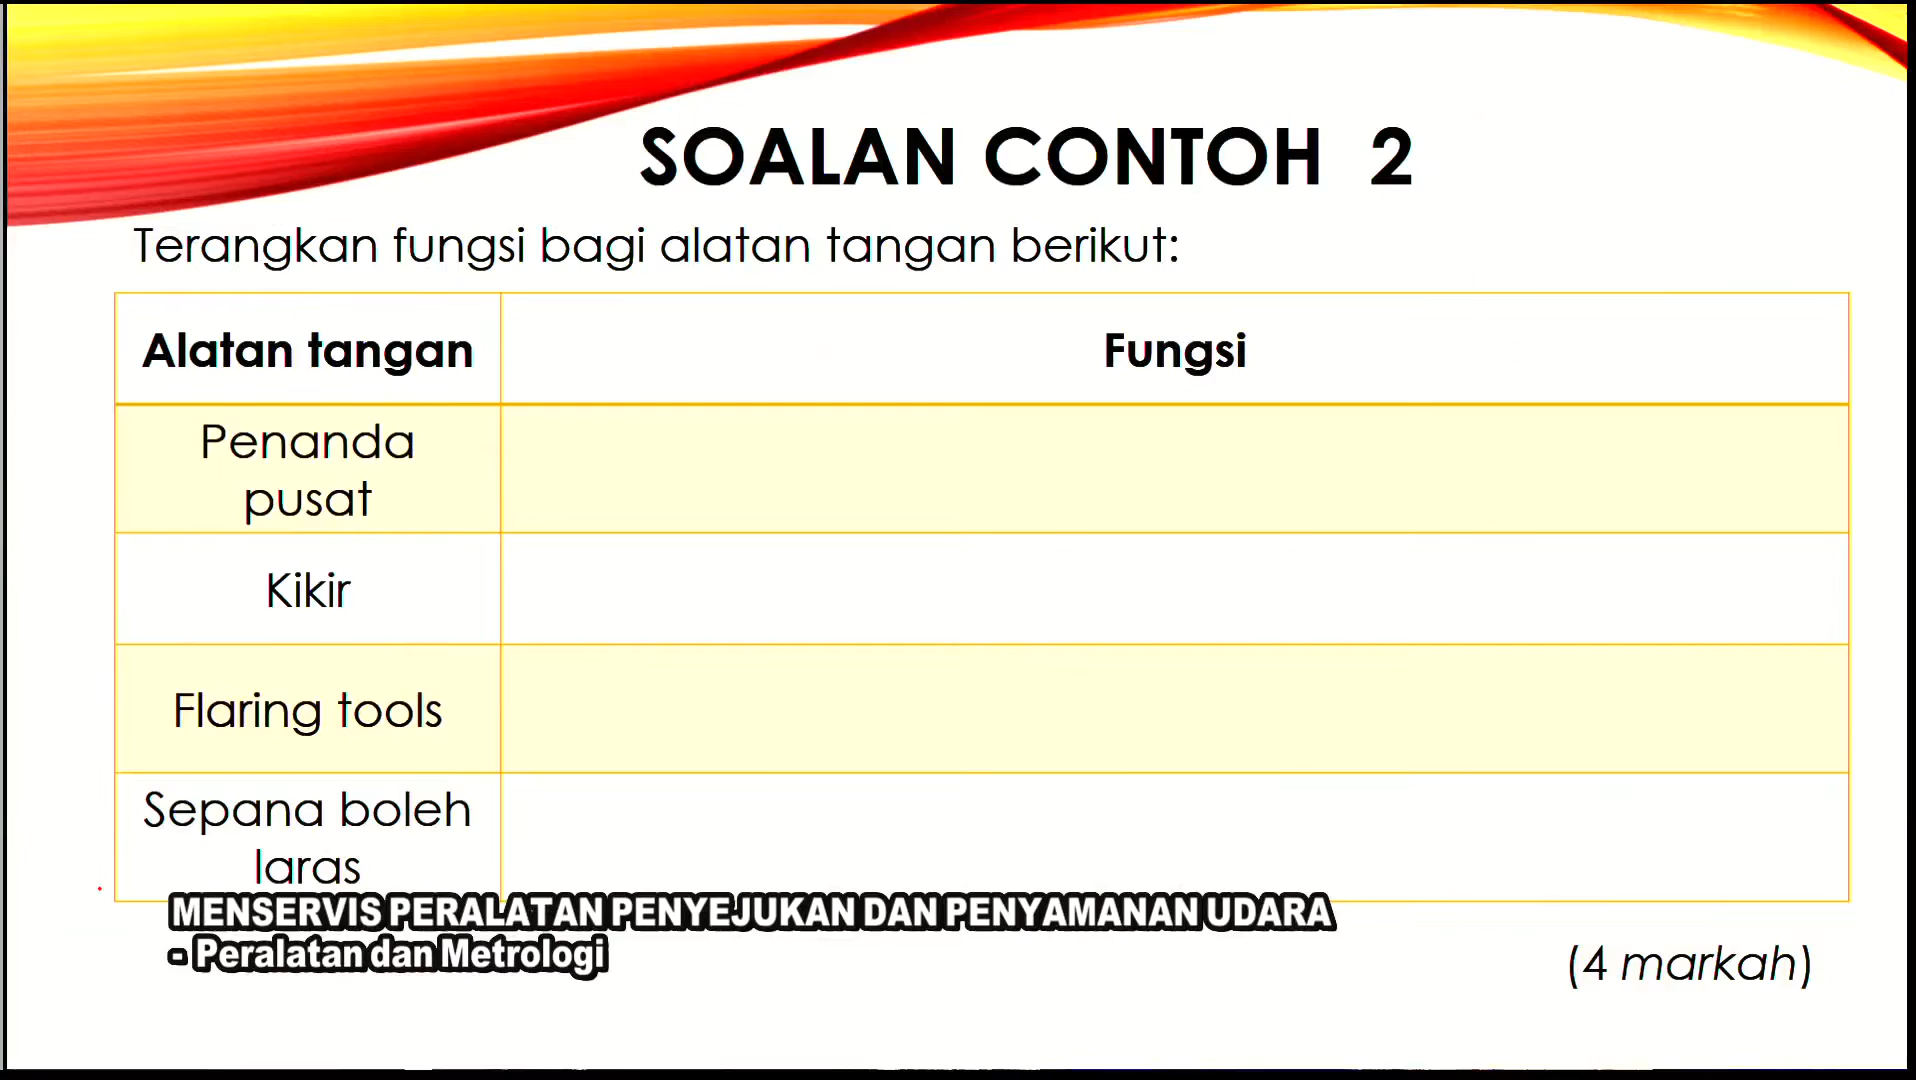 SOALAN CONTOH 2
Terangkan fungsi bagi alatan tangan berikut:
Alatan tangan
Fungsi
Penanda
pusat
Kikir
Flaring tools
Sepana boleh
laras
MENSERVIS PERALATAN PENYEJUKAN DAN PENYAMANAN UDARA
- Peralatan dan Metrologi
(4 markah)